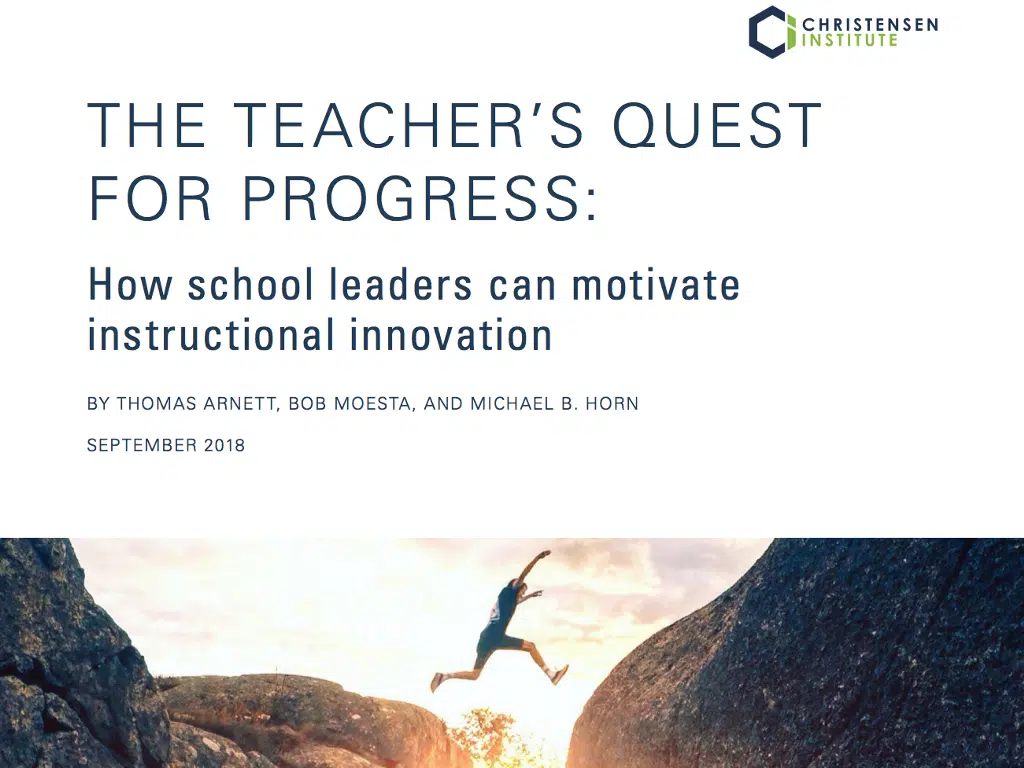 CHRISTENSEN
INSTITUTE
THE TEACHER’S QUEST
FOR PROGRESS:
How school leaders can motivate
instructional innovation
BY THOMAS ARNETT, BOB MOESTA, AND MICHAEL B. HORN
SEPTEMBER 2018